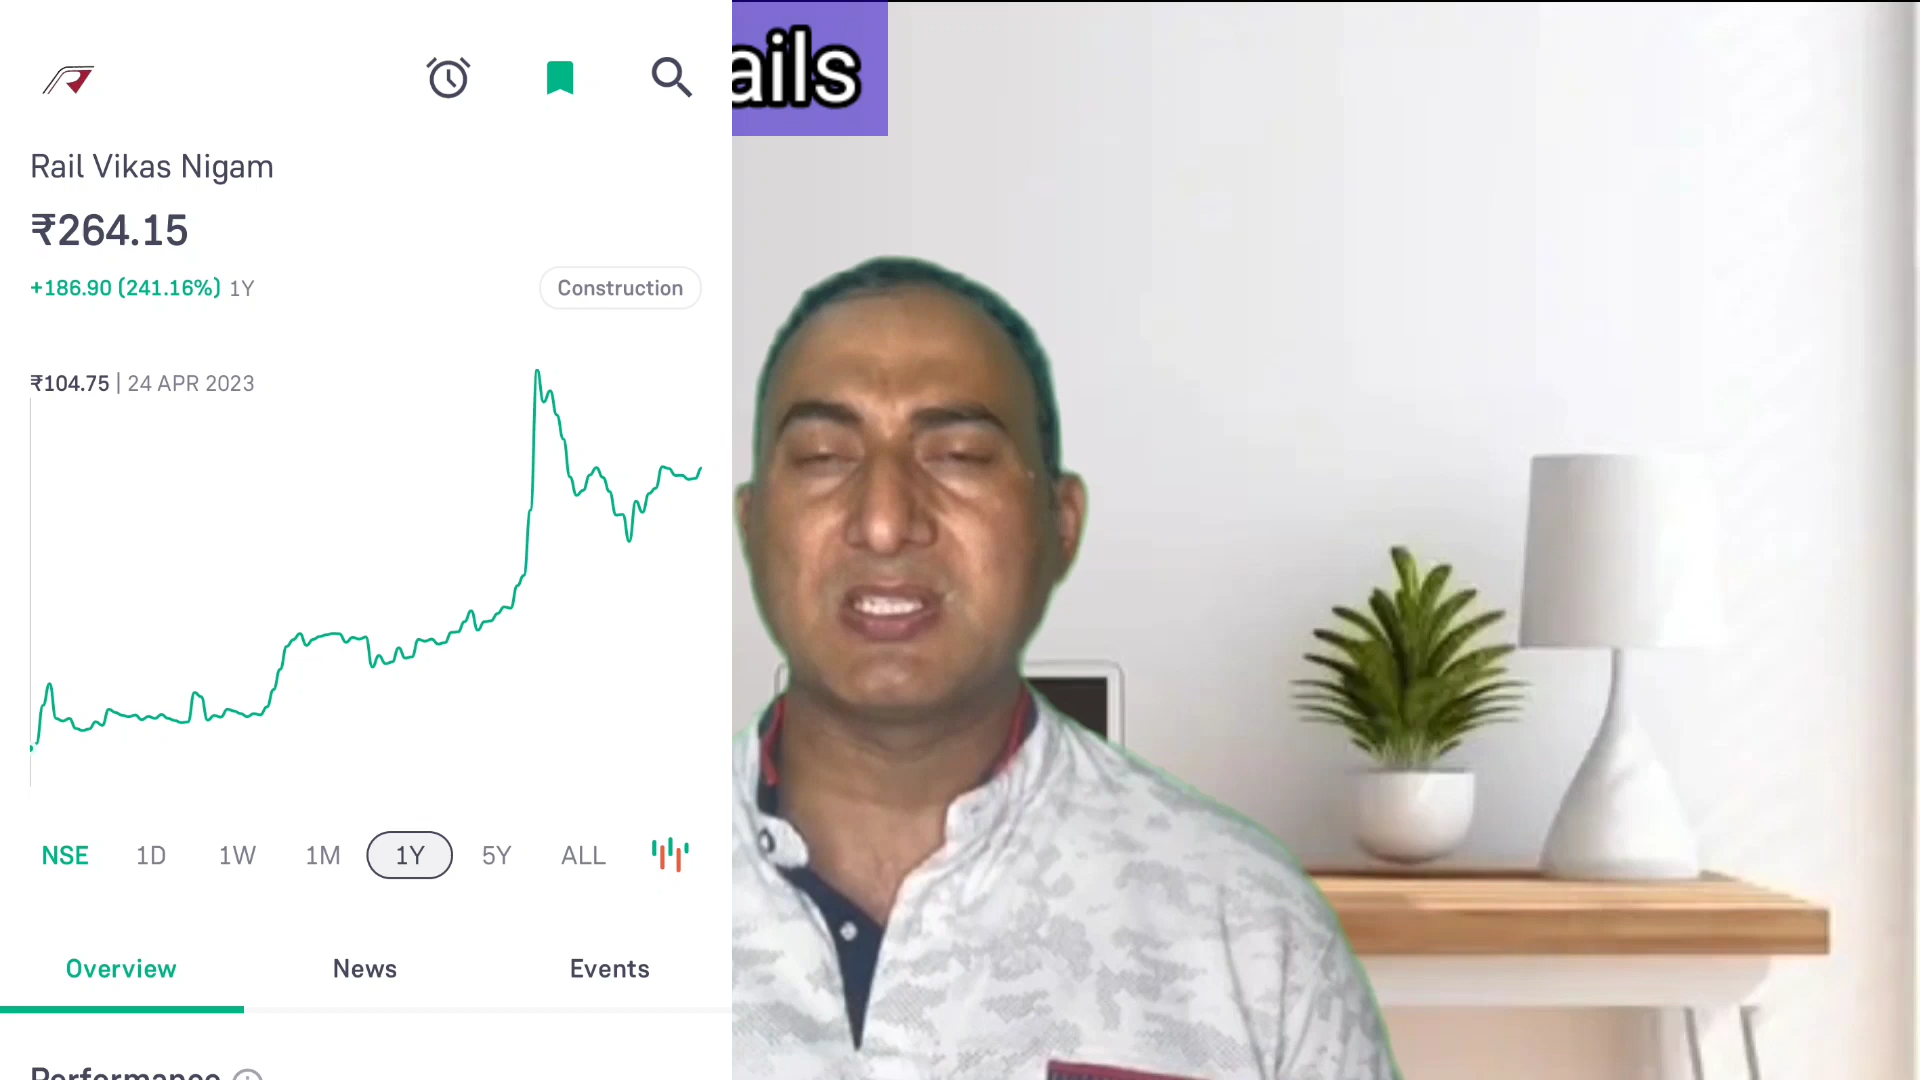 ails
Rail Vikas Nigam
₹264.15
+186.90 (241.16%) 1Y
Construction
₹104.75 | 24 APR 2023
NSE 1D 1W 1M 1Y 5Y ALL
Overview News Events
Performance